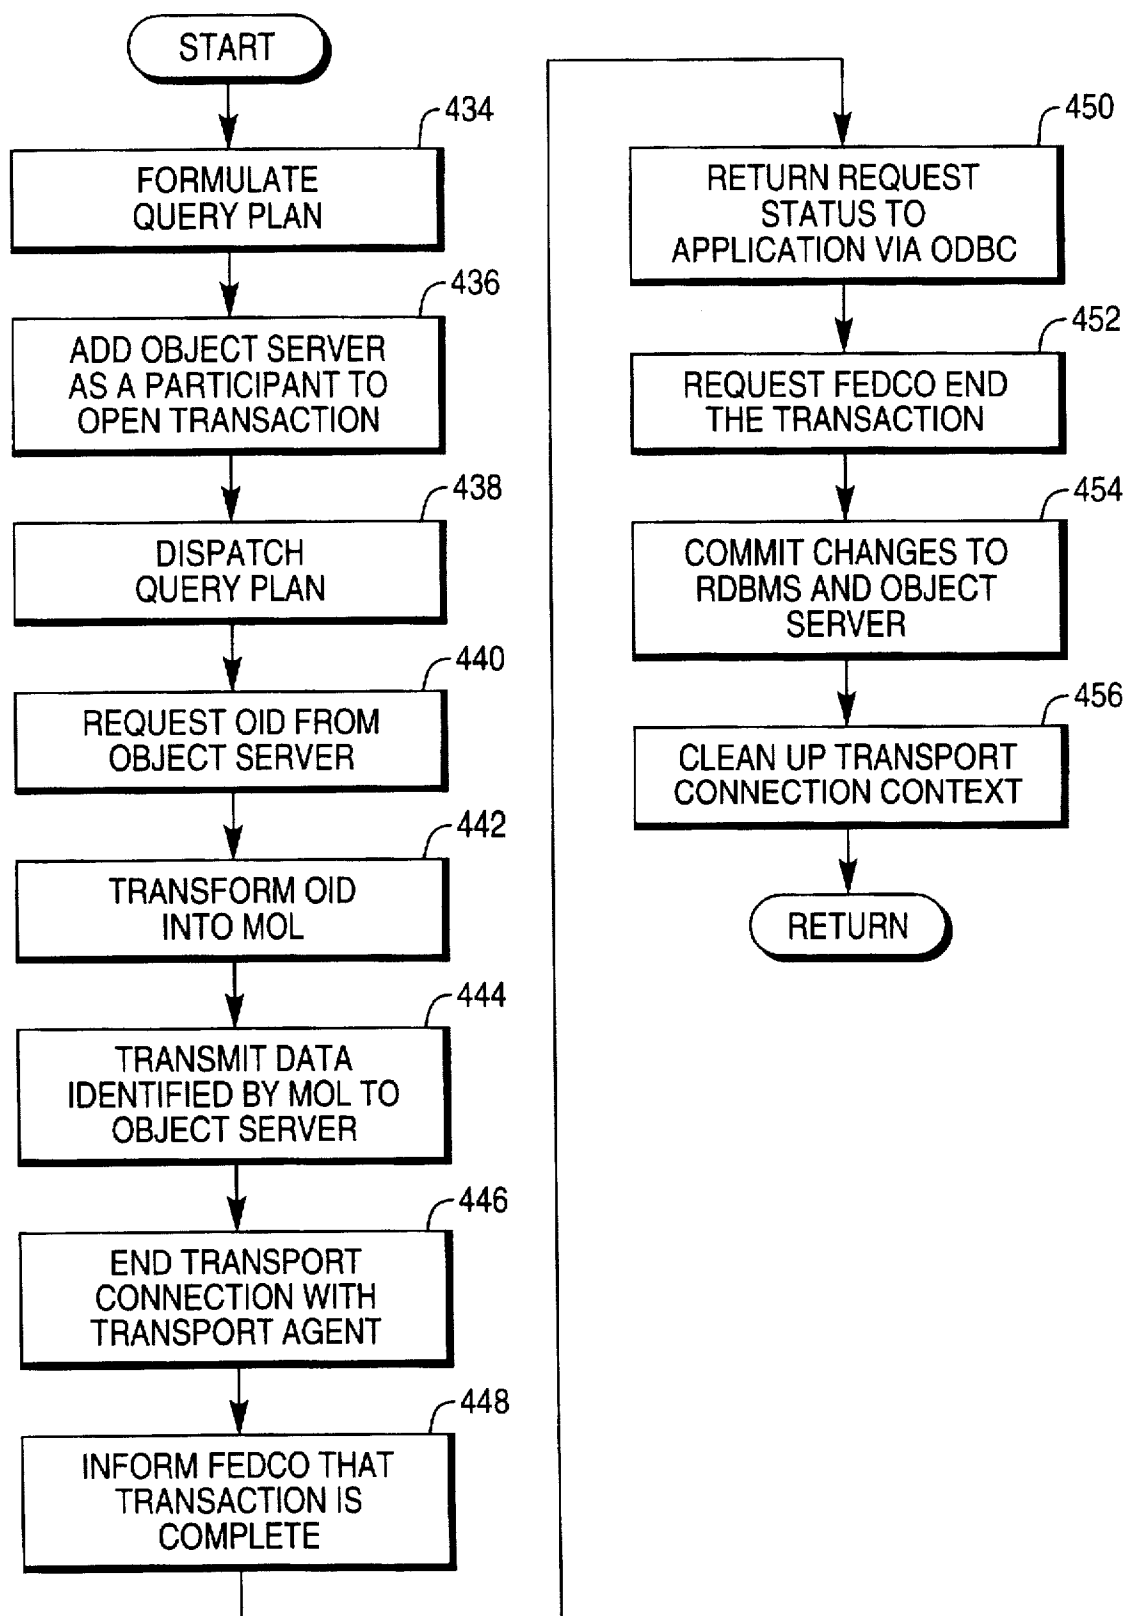 START
434
FORMULATE
QUERY PLAN
436
ADD OBJECT SERVER
AS A PARTICIPANT TO
OPEN TRANSACTION
438
DISPATCH
QUERY PLAN
440
REQUEST OID FROM
OBJECT SERVER
442
TRANSFORM OID
INTO MOL
444
TRANSMIT DATA
IDENTIFIED BY MOL TO
OBJECT SERVER
446
END TRANSPORT
CONNECTION WITH
TRANSPORT AGENT
448
INFORM FEDCO THAT
TRANSACTION IS
COMPLETE
450
RETURN REQUEST
STATUS TO
APPLICATION VIA ODBC
452
REQUEST FEDCO END
THE TRANSACTION
454
COMMIT CHANGES TO
RDBMS AND OBJECT
SERVER
456
CLEAN UP TRANSPORT
CONNECTION CONTEXT
RETURN